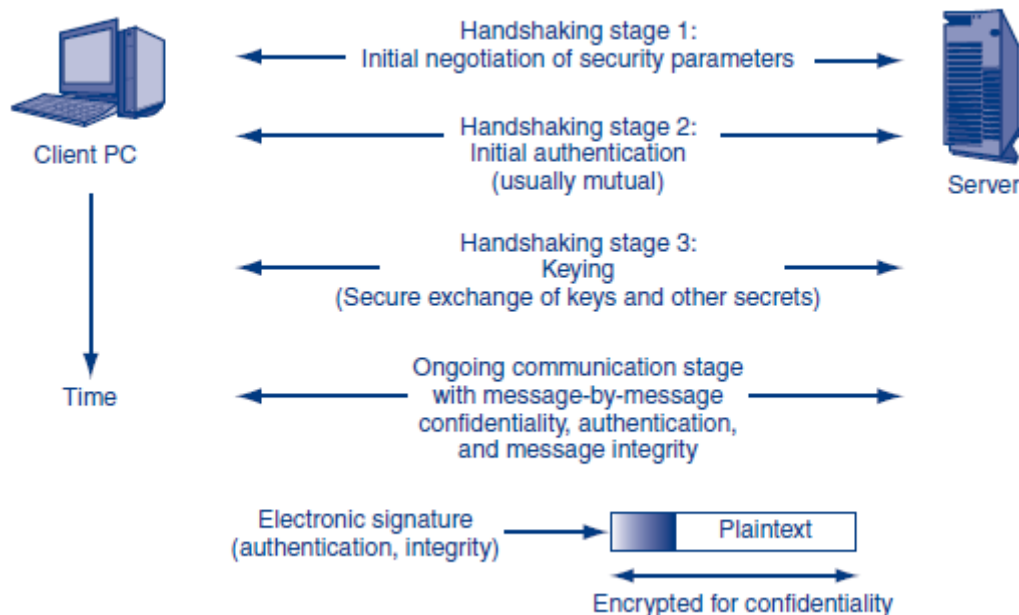 Handshaking stage 1:
Initial negotiation of security parameters
Client PC
Handshaking stage 2:
Initial authentication
(usually mutual)
Server
Handshaking stage 3:
Keying
(Secure exchange of keys and other secrets)
Time
Ongoing communication stage
with message-by-message
confidentiality, authentication,
and message integrity
Electronic signature
(authentication, integrity)
Plaintext
Encrypted for confidentiality